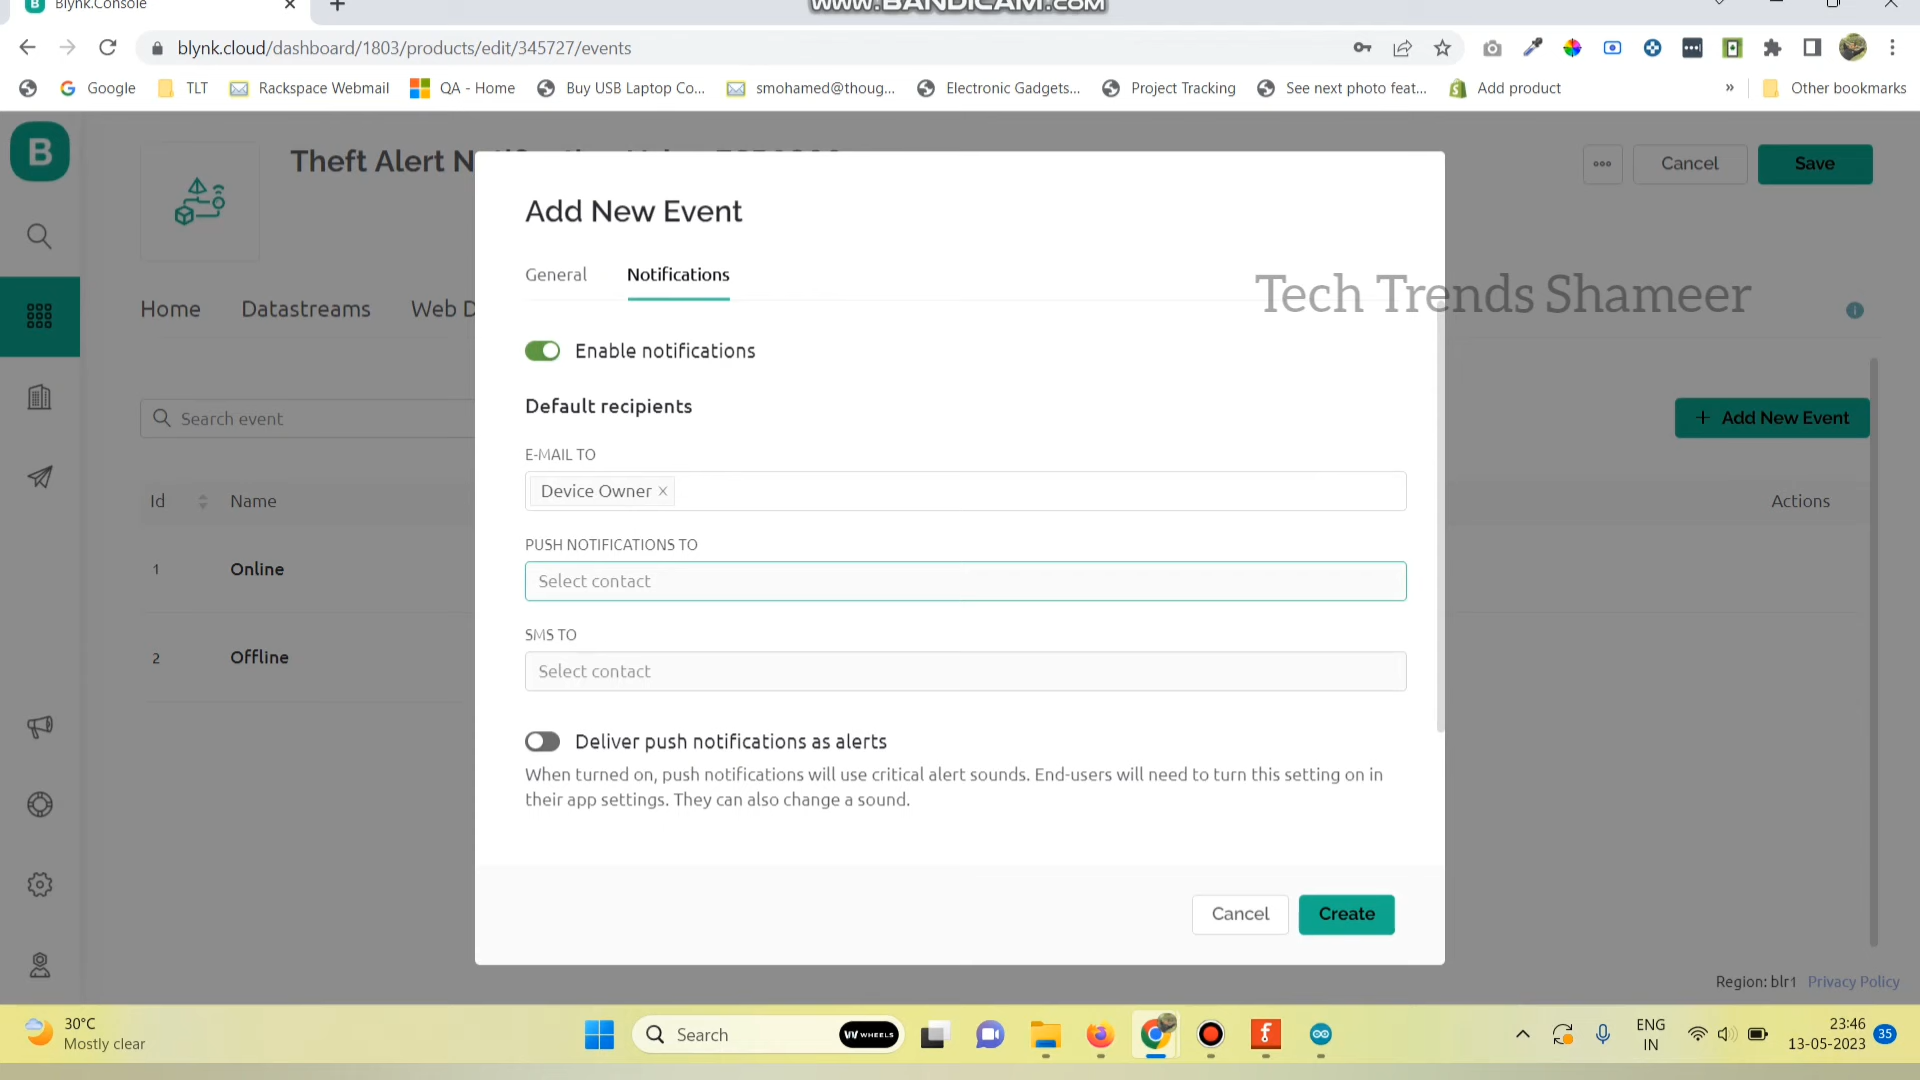 Blynk.Console
www.BANDICAM.com
blynk.cloud/dashboard/1803/products/edit/345727/events
Google TLT Rackspace Webmail QA - Home Buy USB Laptop Co... smohamed@thoug... Electronic Gadgets... Project Tracking See next photo feat... Add product » Other bookmarks
B
Theft Alert N
Cancel
Save
Add New Event
General Notifications
Tech Trends Shameer
Home Datastreams Web D
Enable notifications
Default recipients
Search event
+ Add New Event
E-MAIL TO
Device Owner ×
Id Name
Actions
PUSH NOTIFICATIONS TO
Select contact
1 Online
SMS TO
Select contact
2 Offline
Deliver push notifications as alerts
When turned on, push notifications will use critical alert sounds. End-users will need to turn this setting on in
their app settings. They can also change a sound.
Cancel Create
Region: blr1 Privacy Policy
30°C
Mostly clear
Search
WHEELS
ENG
IN
23:46
13-05-2023
35